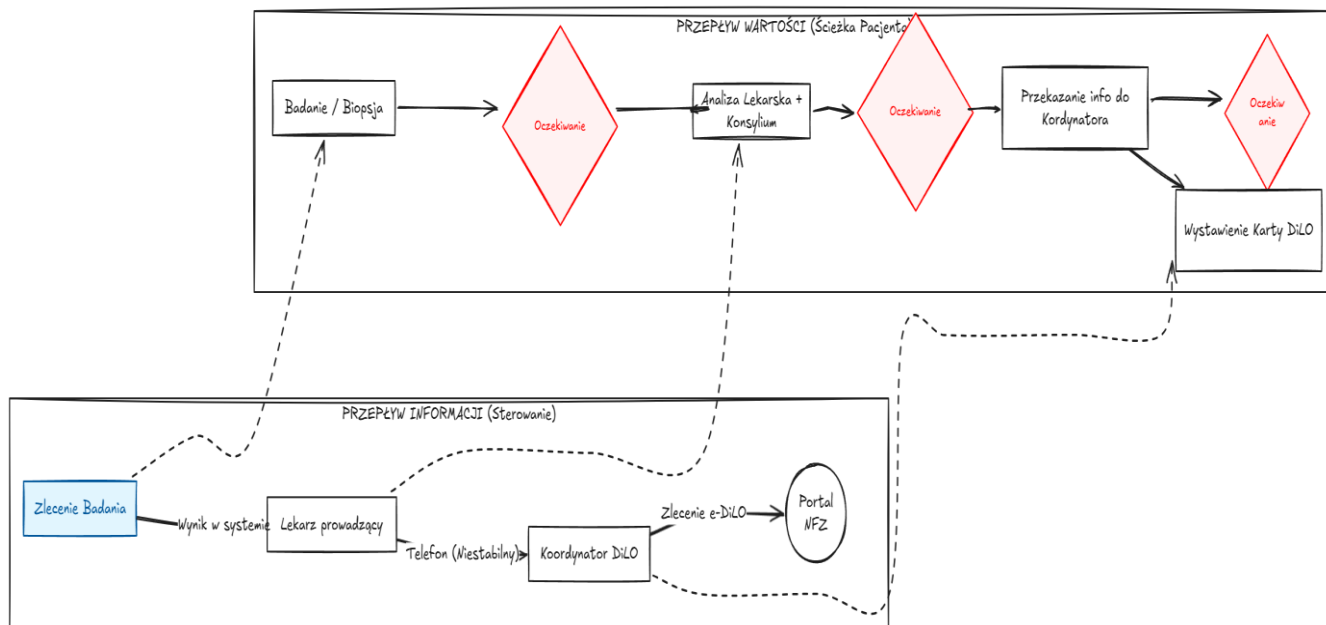 PRZEPŁYW WARTOŚCI (Ścieżka Pacjenta)
Badanie / Biopsja
Oczekiwanie
Analiza Lekarska +
Konsylium
Oczekiwanie
Przekazanie info do
Kordynatora
Oczekiw
anie
Wystawienie Karty DiLO
PRZEPŁYW INFORMACJI (Sterowanie)
Zlecenie Badania
Wynik w systemie
Lekarz prowadzący
Telefon (Niestabilny)
Koordynator DiLO
Zlecenie e-DiLO
Portal
NFZ